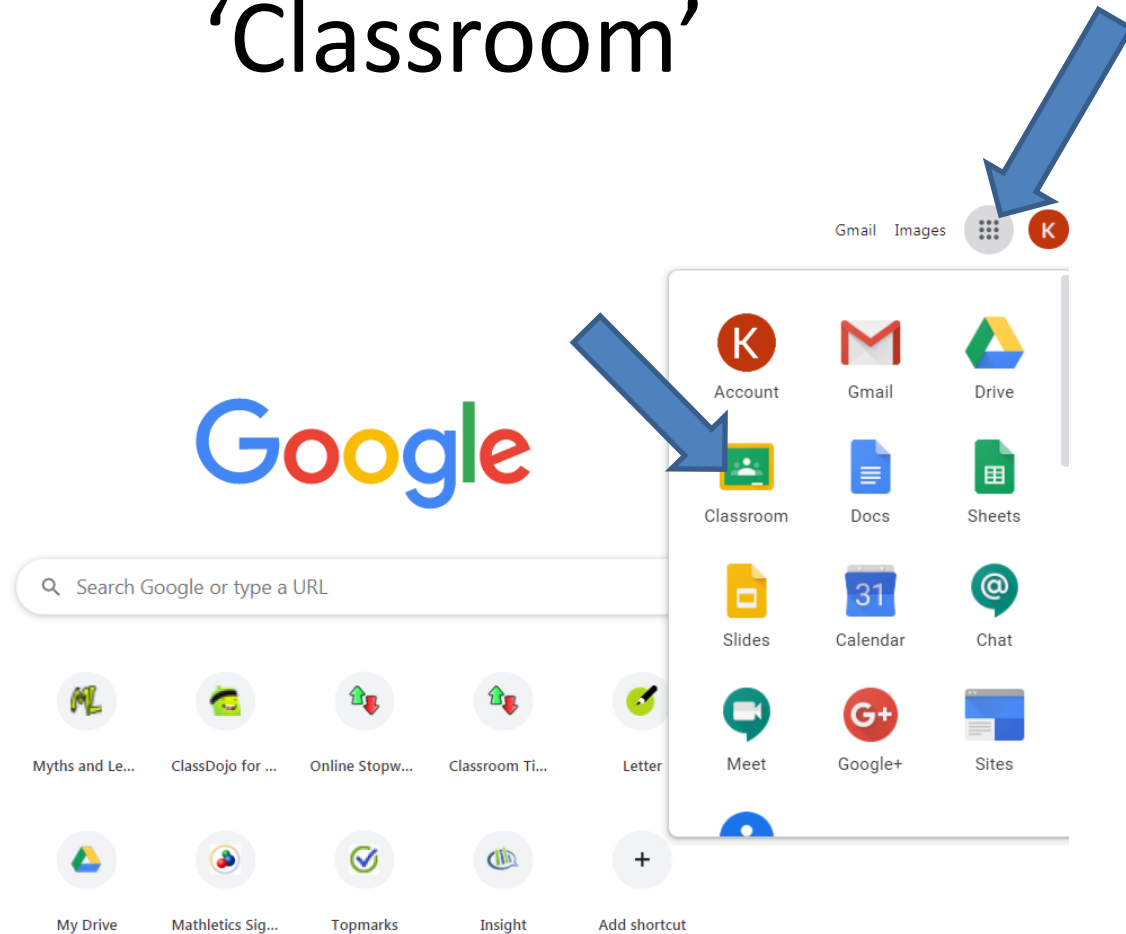 ‘Classroom’
Gmail Images K
K
Account Gmail Drive
Google
Classroom Docs Sheets
Search Google or type a URL
31 @
Slides Calendar Chat
G+
Meet Google+ Sites
ML
Myths and Le... ClassDojo for ... Online Stopw... Classroom Ti... Letter
+
My Drive Mathletics Sig... Topmarks Insight Add shortcut